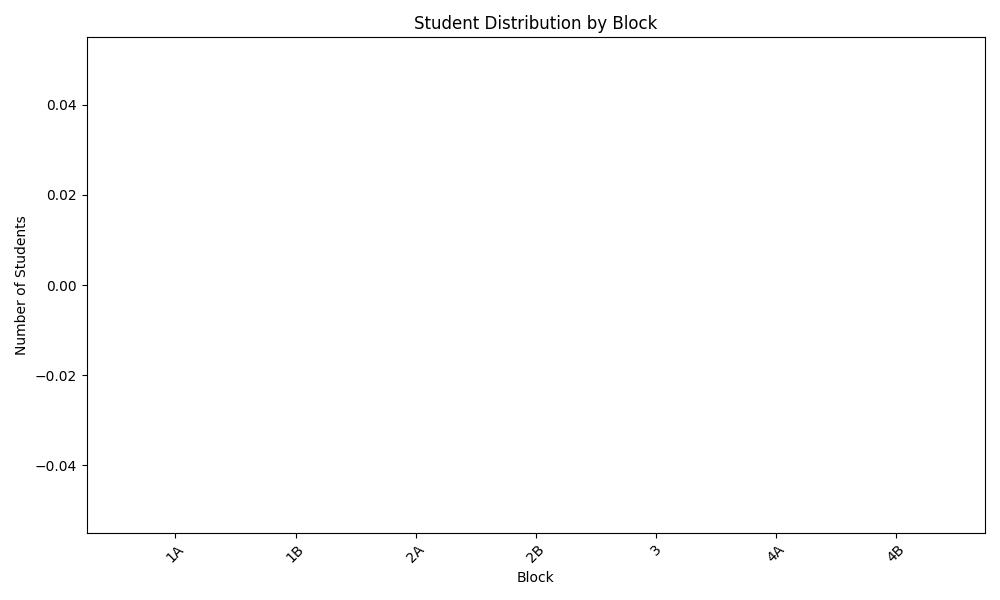 Student Distribution by Block
Number of Students
0.04
0.02
0.00
−0.02
−0.04
1A 1B 2A 2B 3 4A 4B
Block